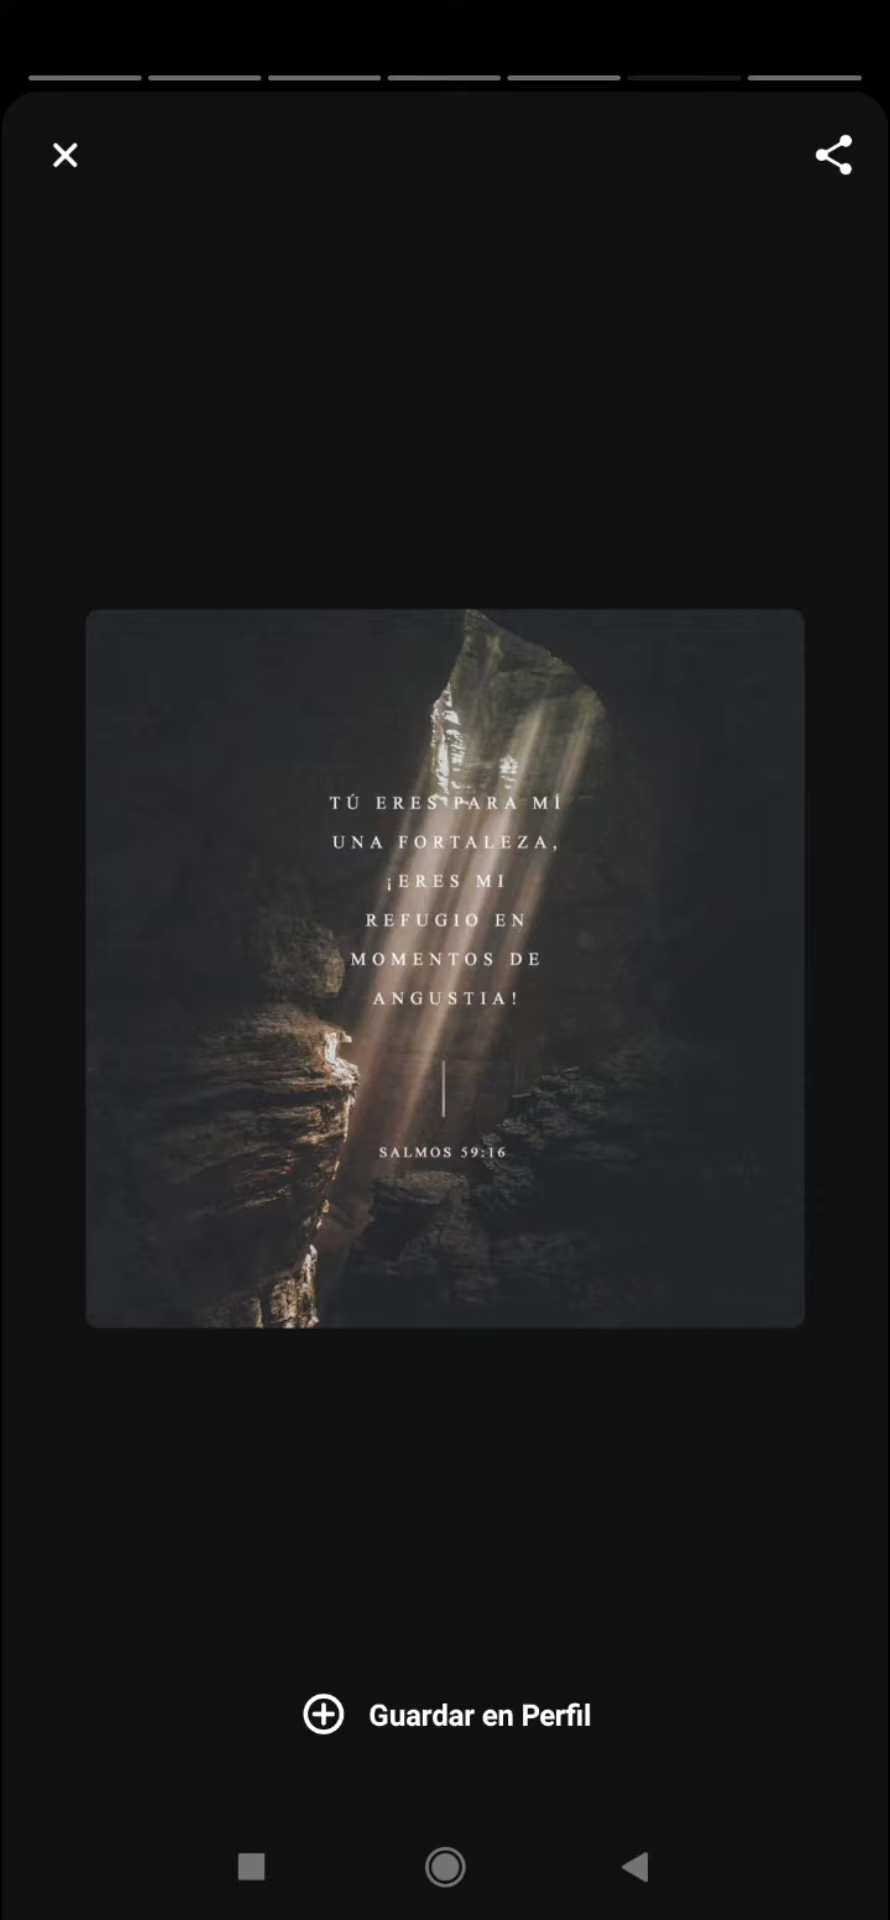 TÚ ERES PARA MÍ
UNA FORTALEZA,
¡ERES MI
REFUGIO EN
MOMENTOS DE
ANGUSTIA!
SALMOS 59:16
Guardar en Perfil